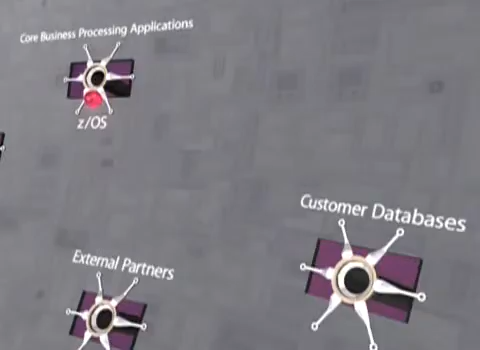 Core Business Processing Applications
z/OS
Customer Databases
External Partners